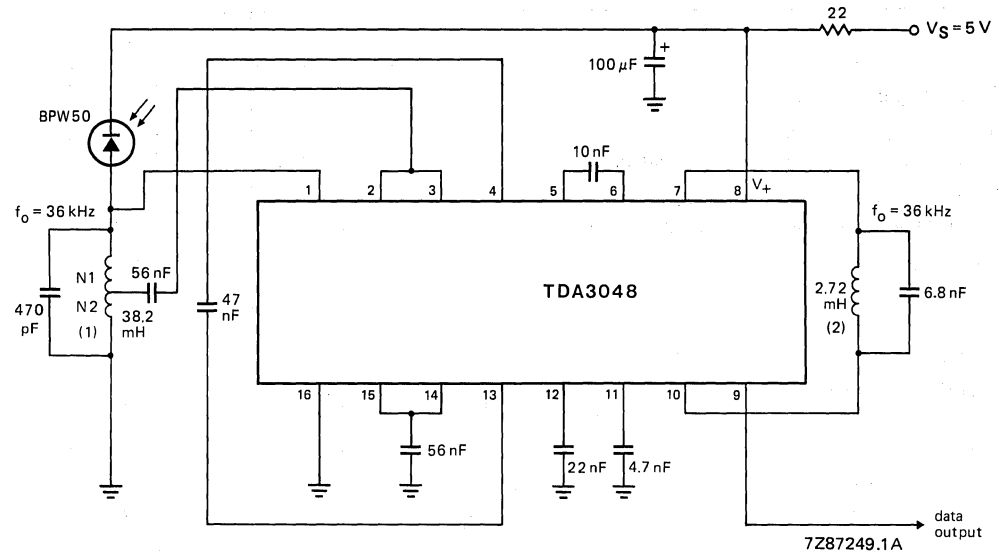 22
V_S = 5 V
100 µF
+
BPW50
10 nF
1
2
3
4
5
6
7
8
V+
f_o = 36 kHz
f_o = 36 kHz
N1
56 nF
470 pF
N2
(1)
38.2 mH
47 nF
TDA3048
2.72 mH
(2)
6.8 nF
16
15
14
13
12
11
10
9
56 nF
22 nF
4.7 nF
data output
7Z87249.1A